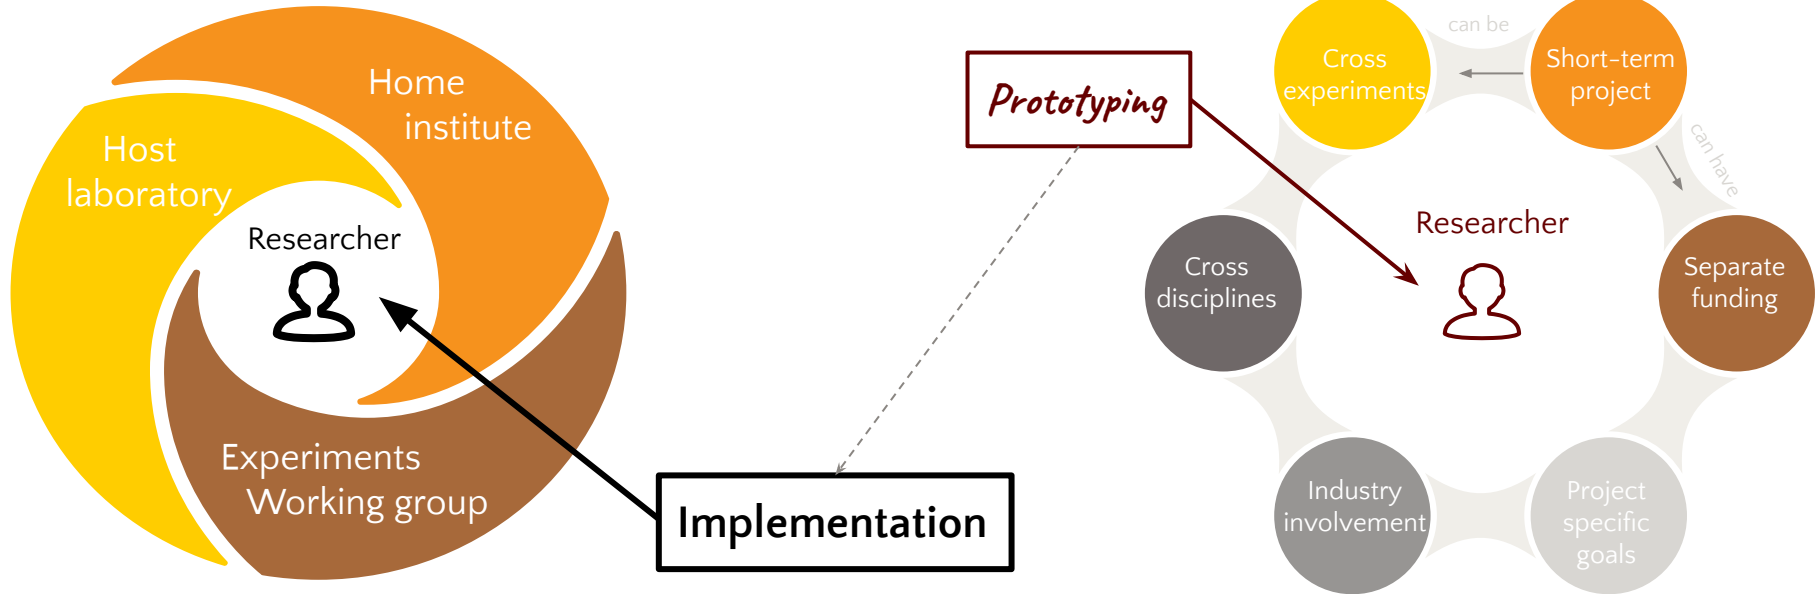 Home
institute
Host
laboratory
Researcher
Experiments
Working group
Implementation
Prototyping
can be
Cross
experiments
Short-term
project
can have
Researcher
Cross
disciplines
Separate
funding
Industry
involvement
Project
specific
goals